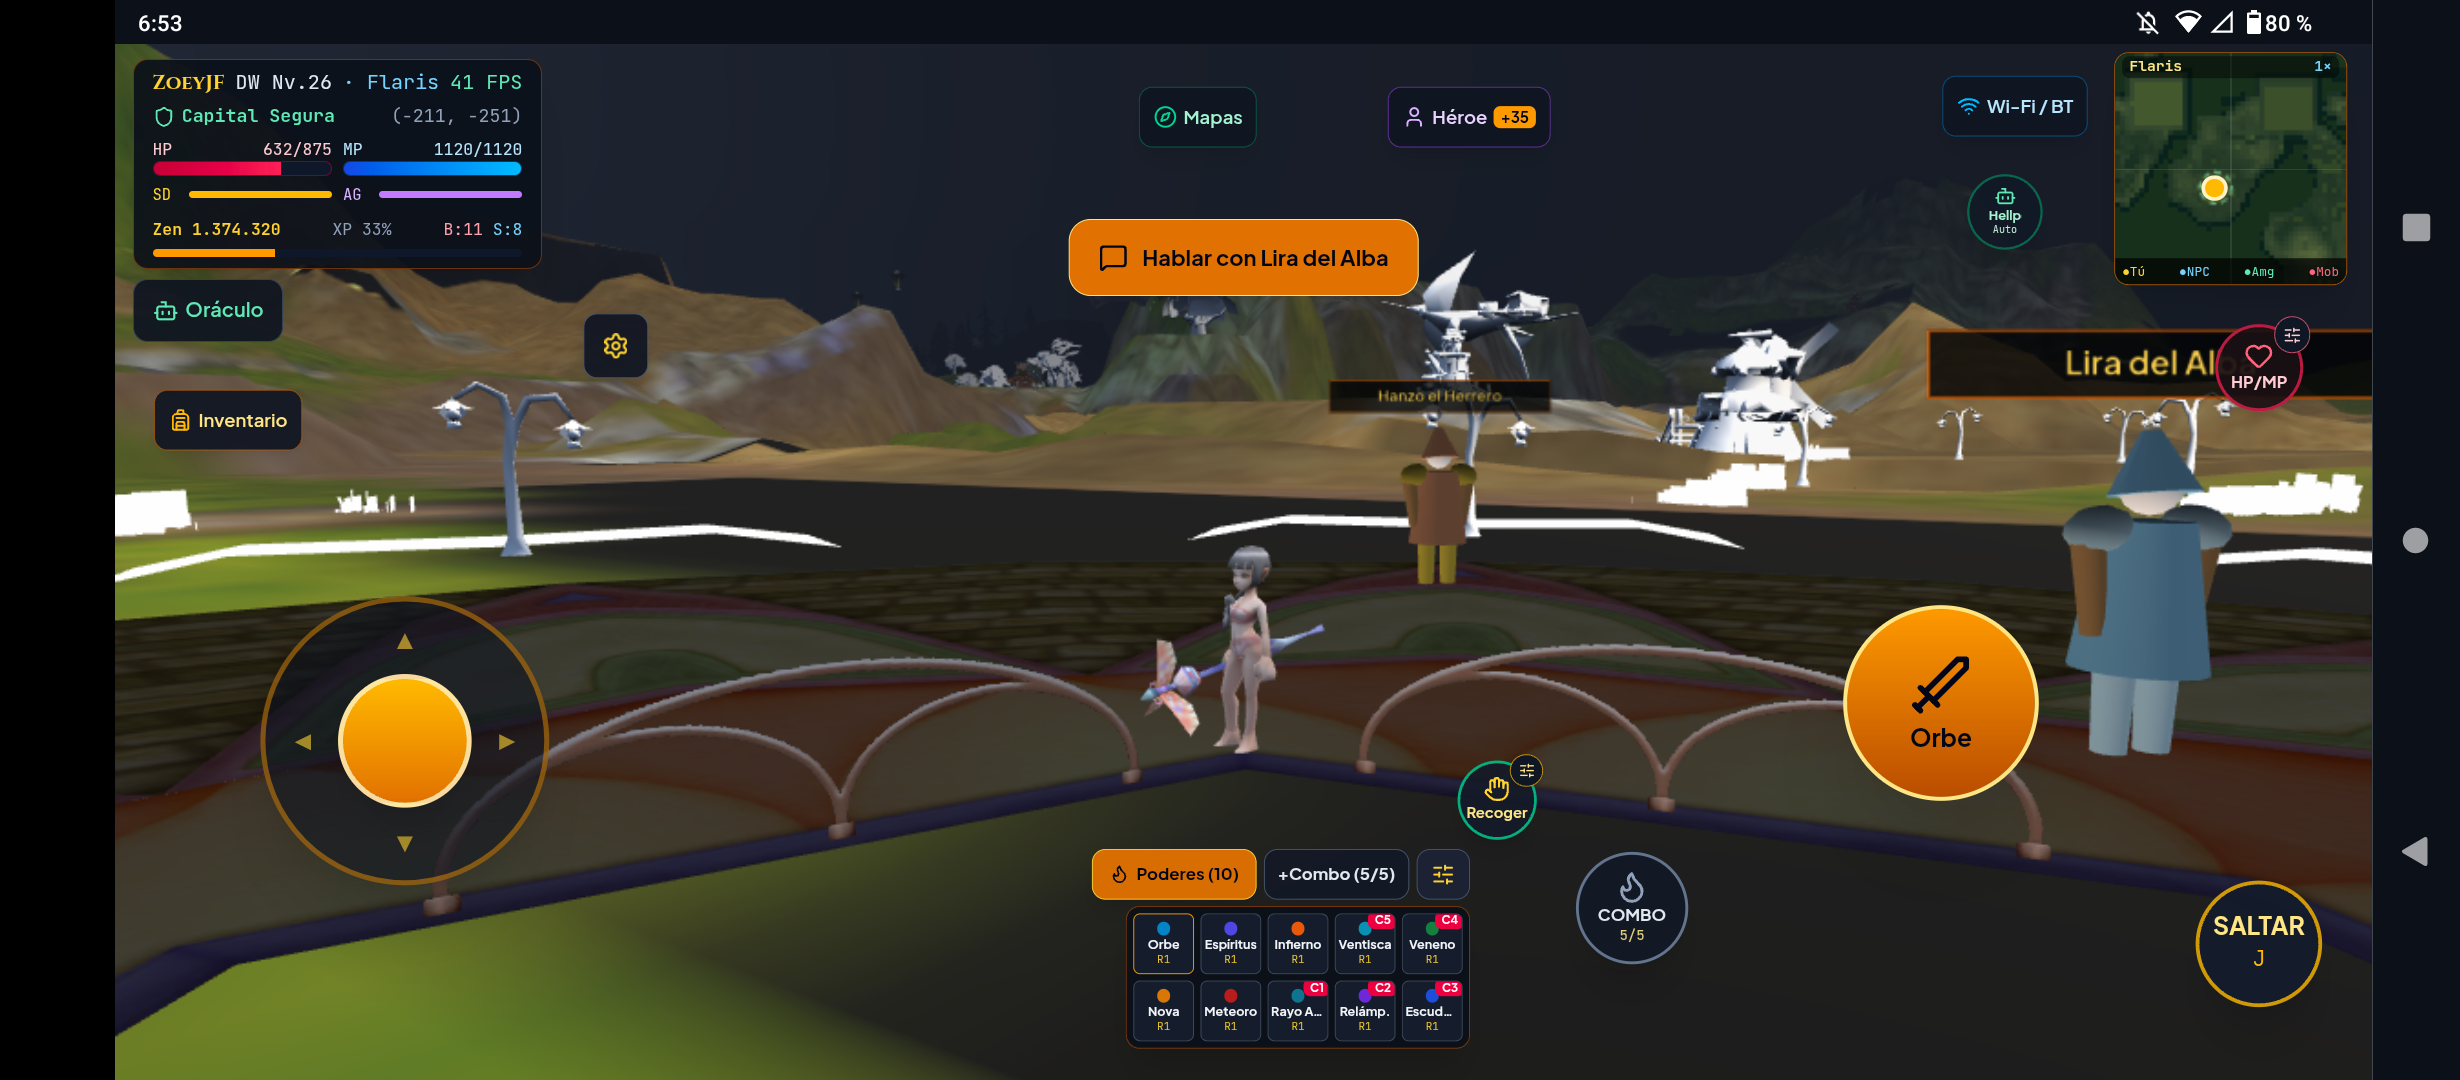 6:53
80 %
ZoeyJF DW Nv.26 · Flaris 41 FPS
Capital Segura (-211, -251)
HP 632/875 MP 1120/1120
SD AG
Zen 1.374.320 XP 33% B:11 S:8
Oráculo
Inventario
Mapas
Héroe +35
Wi-Fi / BT
Hellp
Auto
Flaris 1×
Tú NPC Amg Mob
Hablar con Lira del Alba
Hanzo el Herrero
Lira del Al
HP/MP
Orbe
Recoger
Poderes (10)
+Combo (5/5)
COMBO
5/5
SALTAR
J
C5 C4
Orbe Espíritus Infierno Ventisca Veneno
R1 R1 R1 R1 R1
C1 C2 C3
Nova Meteoro Rayo A... Relámp. Escud...
R1 R1 R1 R1 R1